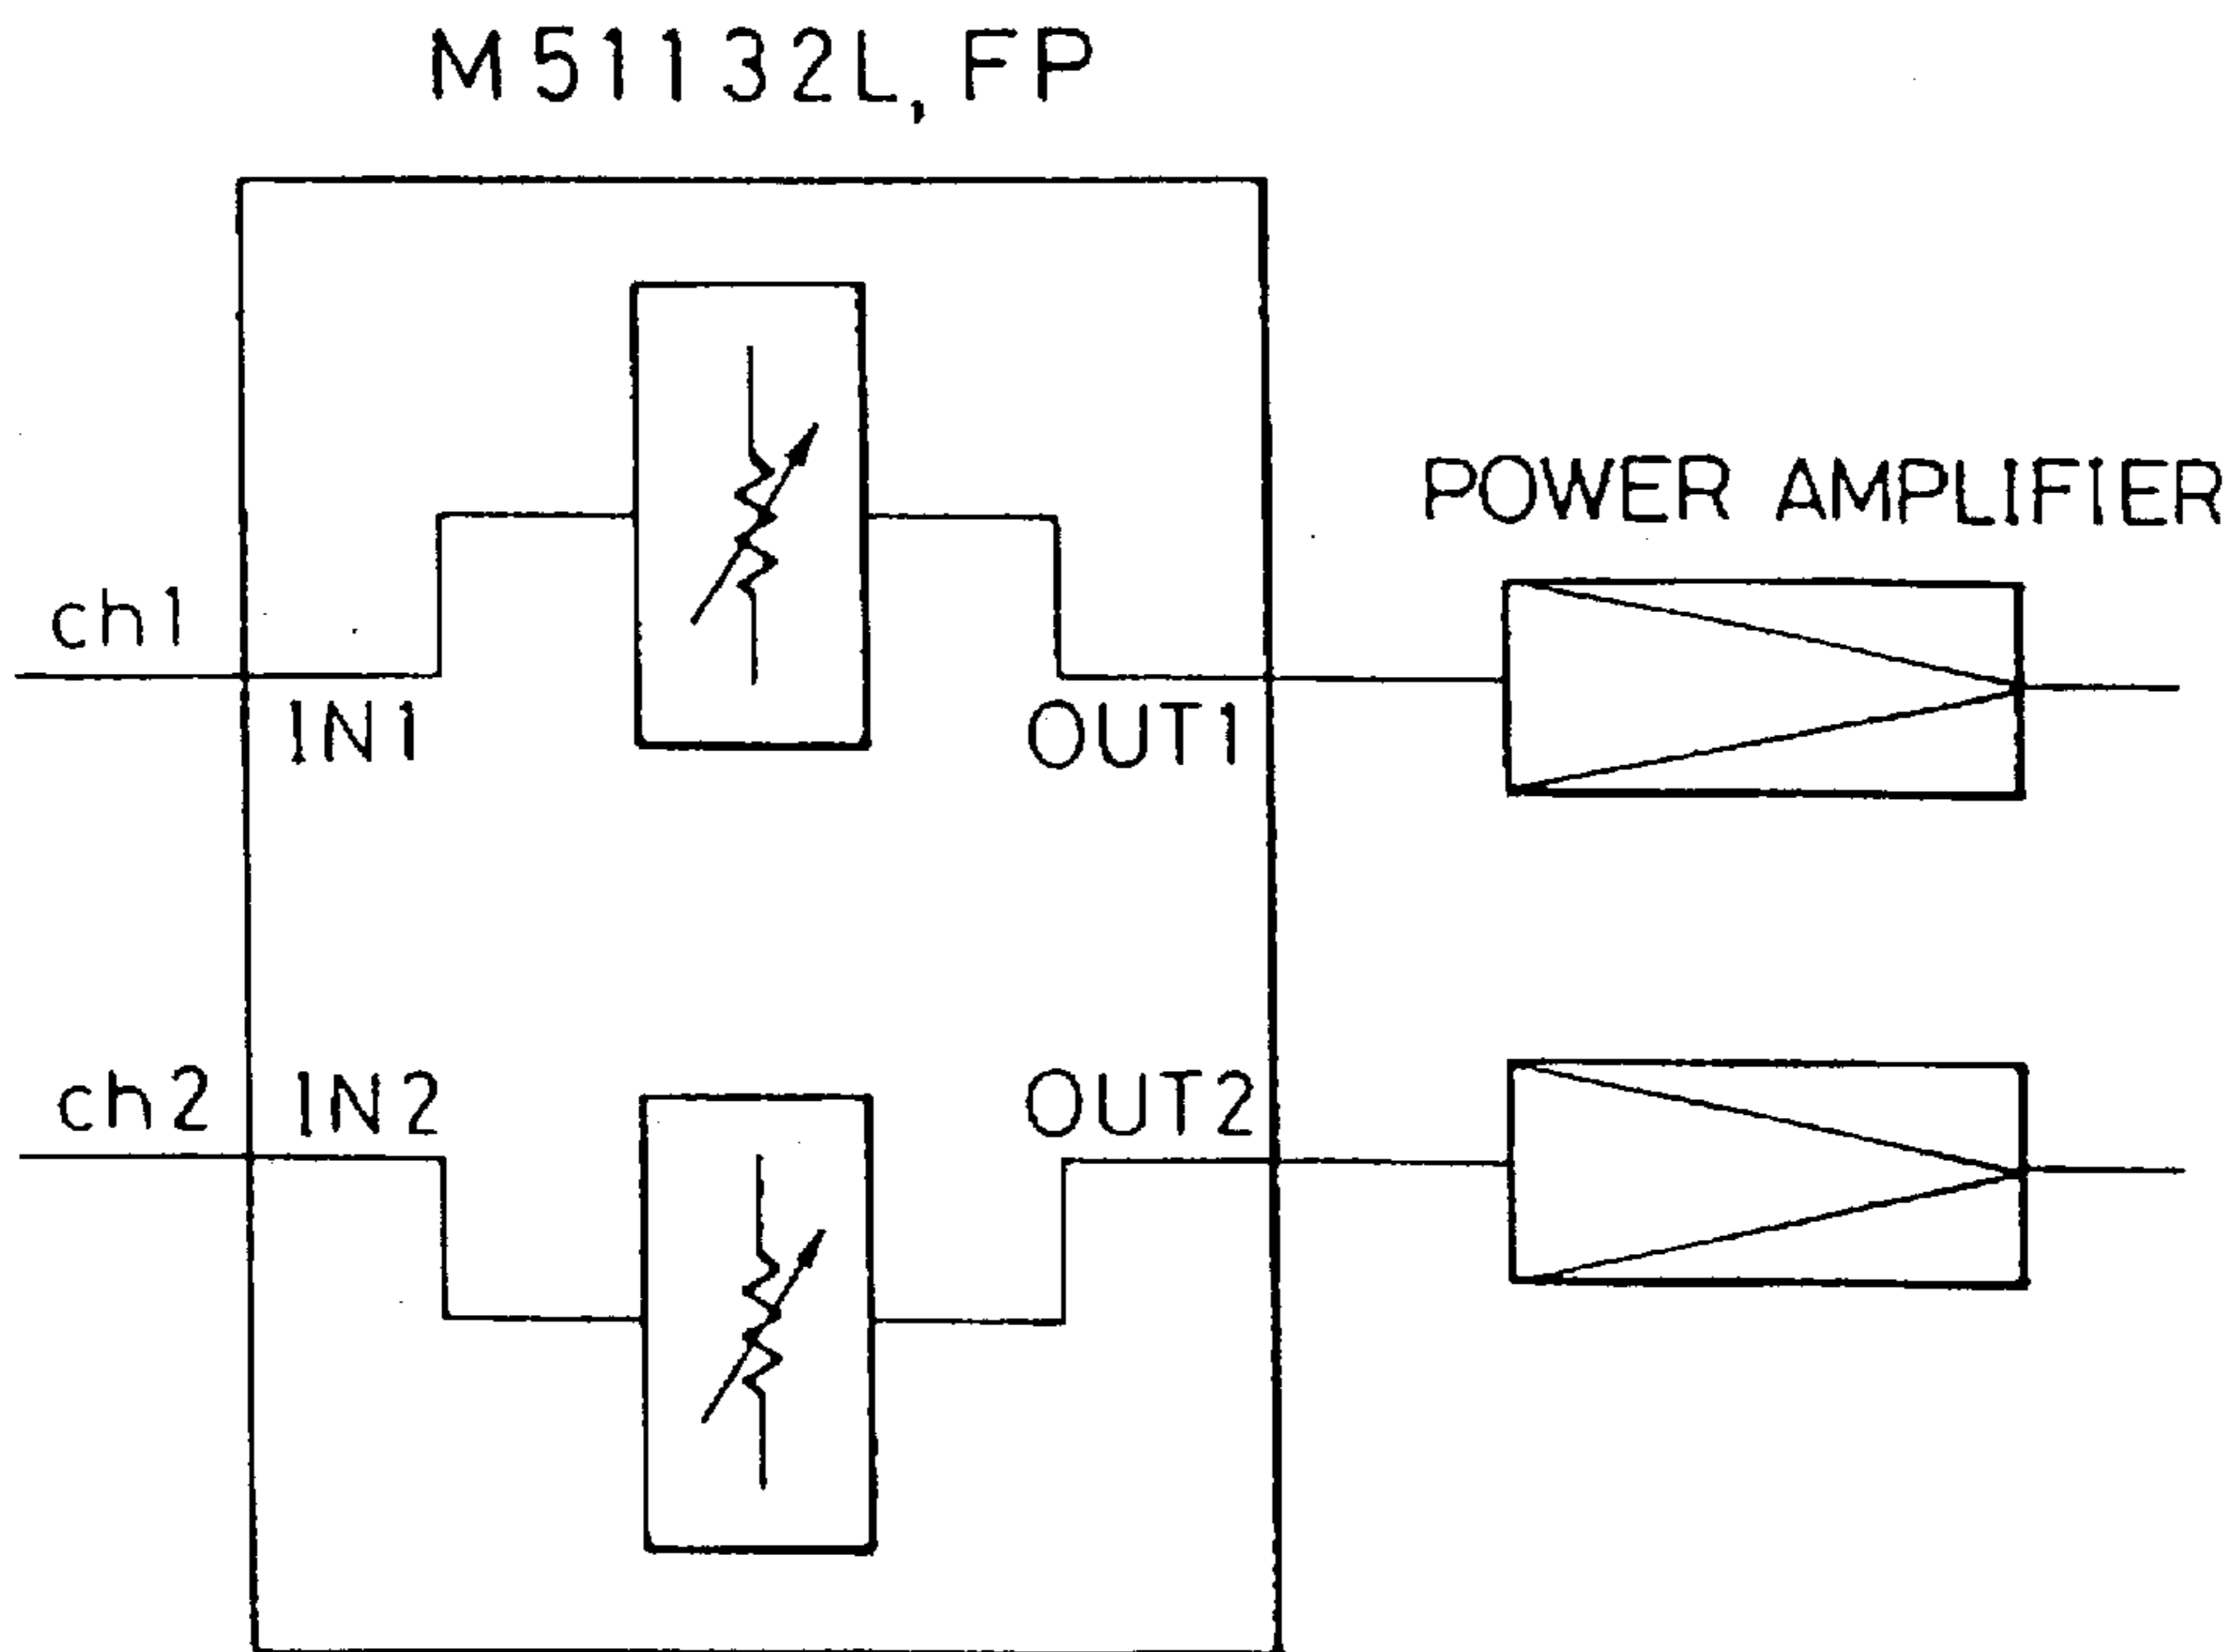 M51132L, FP
POWER AMPLIFIER
ch1
IN1
OUT1
ch2
IN2
OUT2